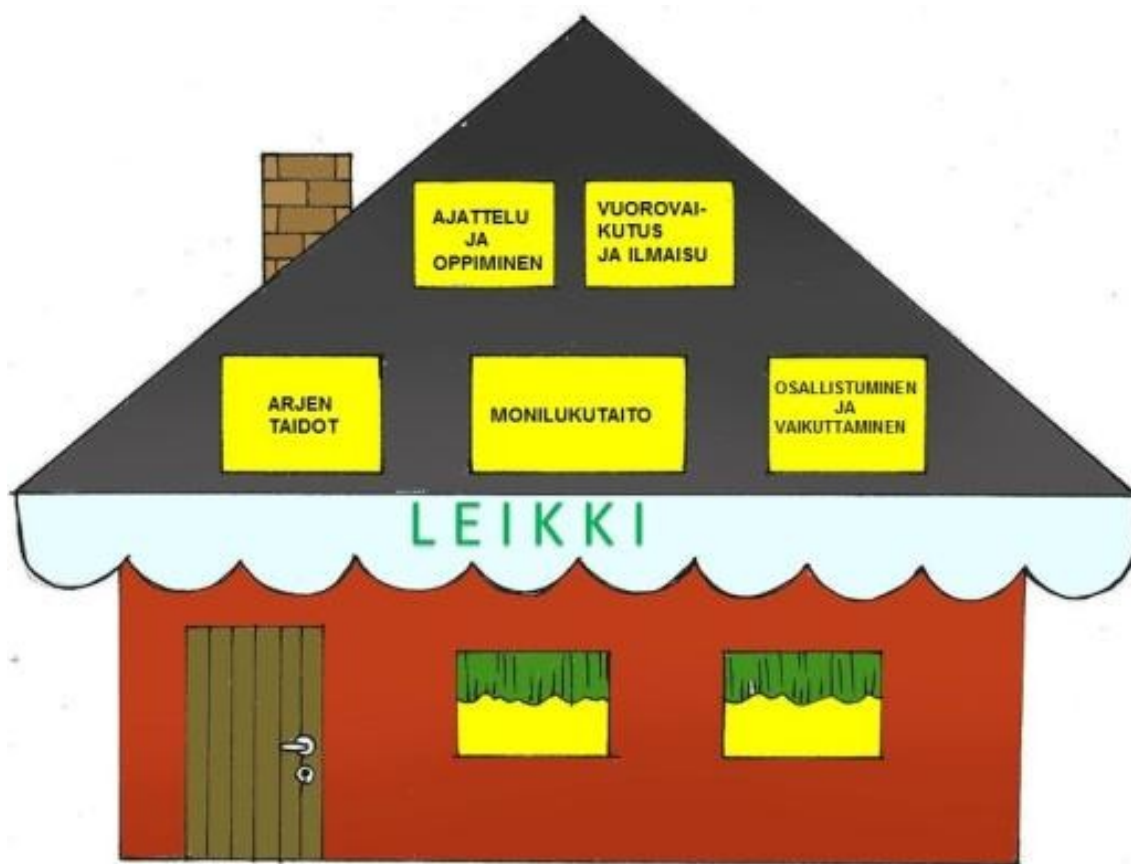 AJATTELU
JA
OPPIMINEN
VUOROVAI-
KUTUS
JA ILMAISU
ARJEN
TAIDOT
MONILUKUTAITO
OSALLISTUMINEN
JA
VAIKUTTAMINEN
LEIKKI